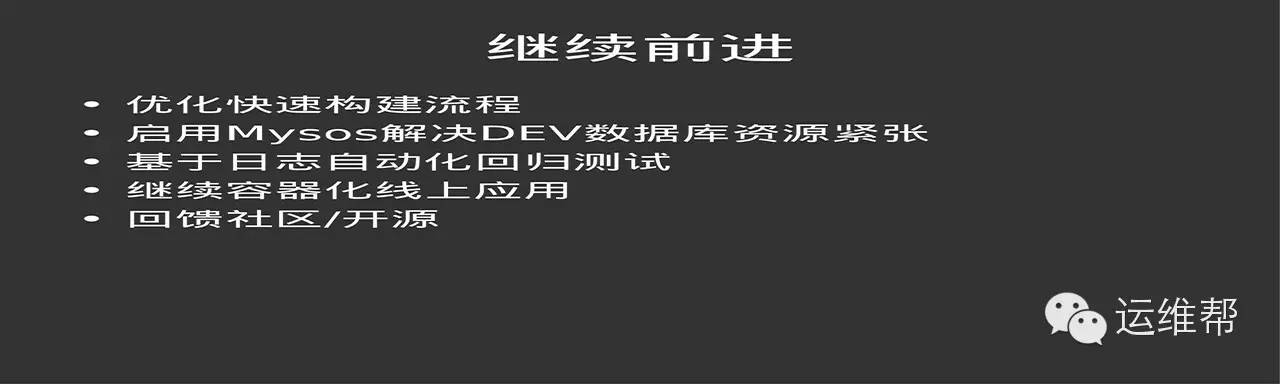 继续前进
• 优化快速构建流程
• 启用Mysos解决DEV数据库资源紧张
• 基于日志自动化回归测试
• 继续容器化线上应用
• 回馈社区/开源
运维帮